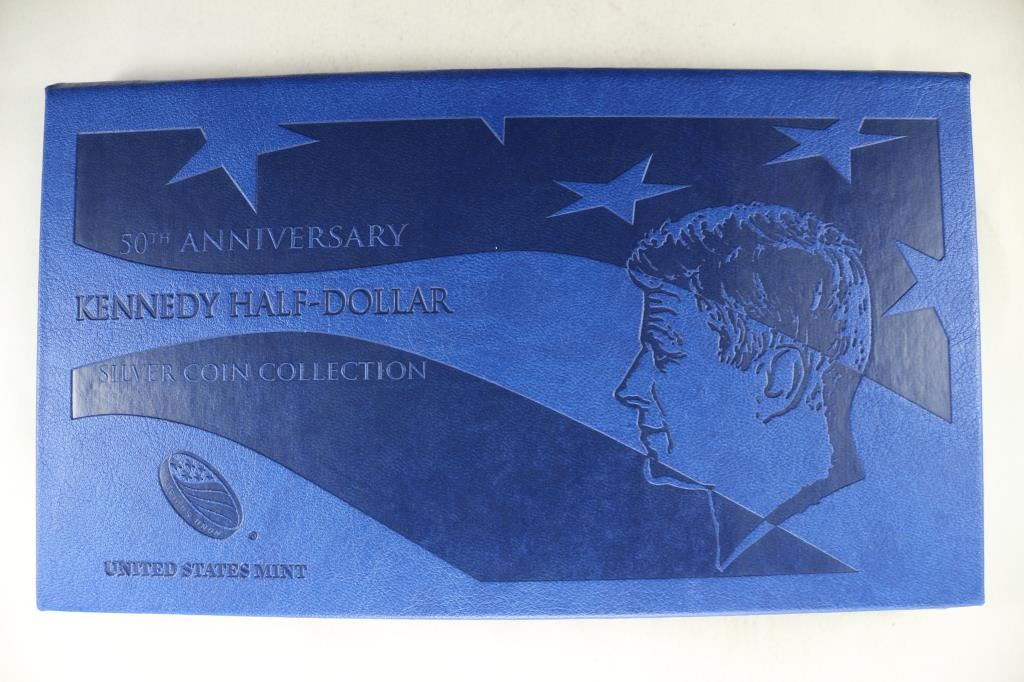 50TH ANNIVERSARY
KENNEDY HALF-DOLLAR
SILVER COIN COLLECTION
UNITED STATES MINT